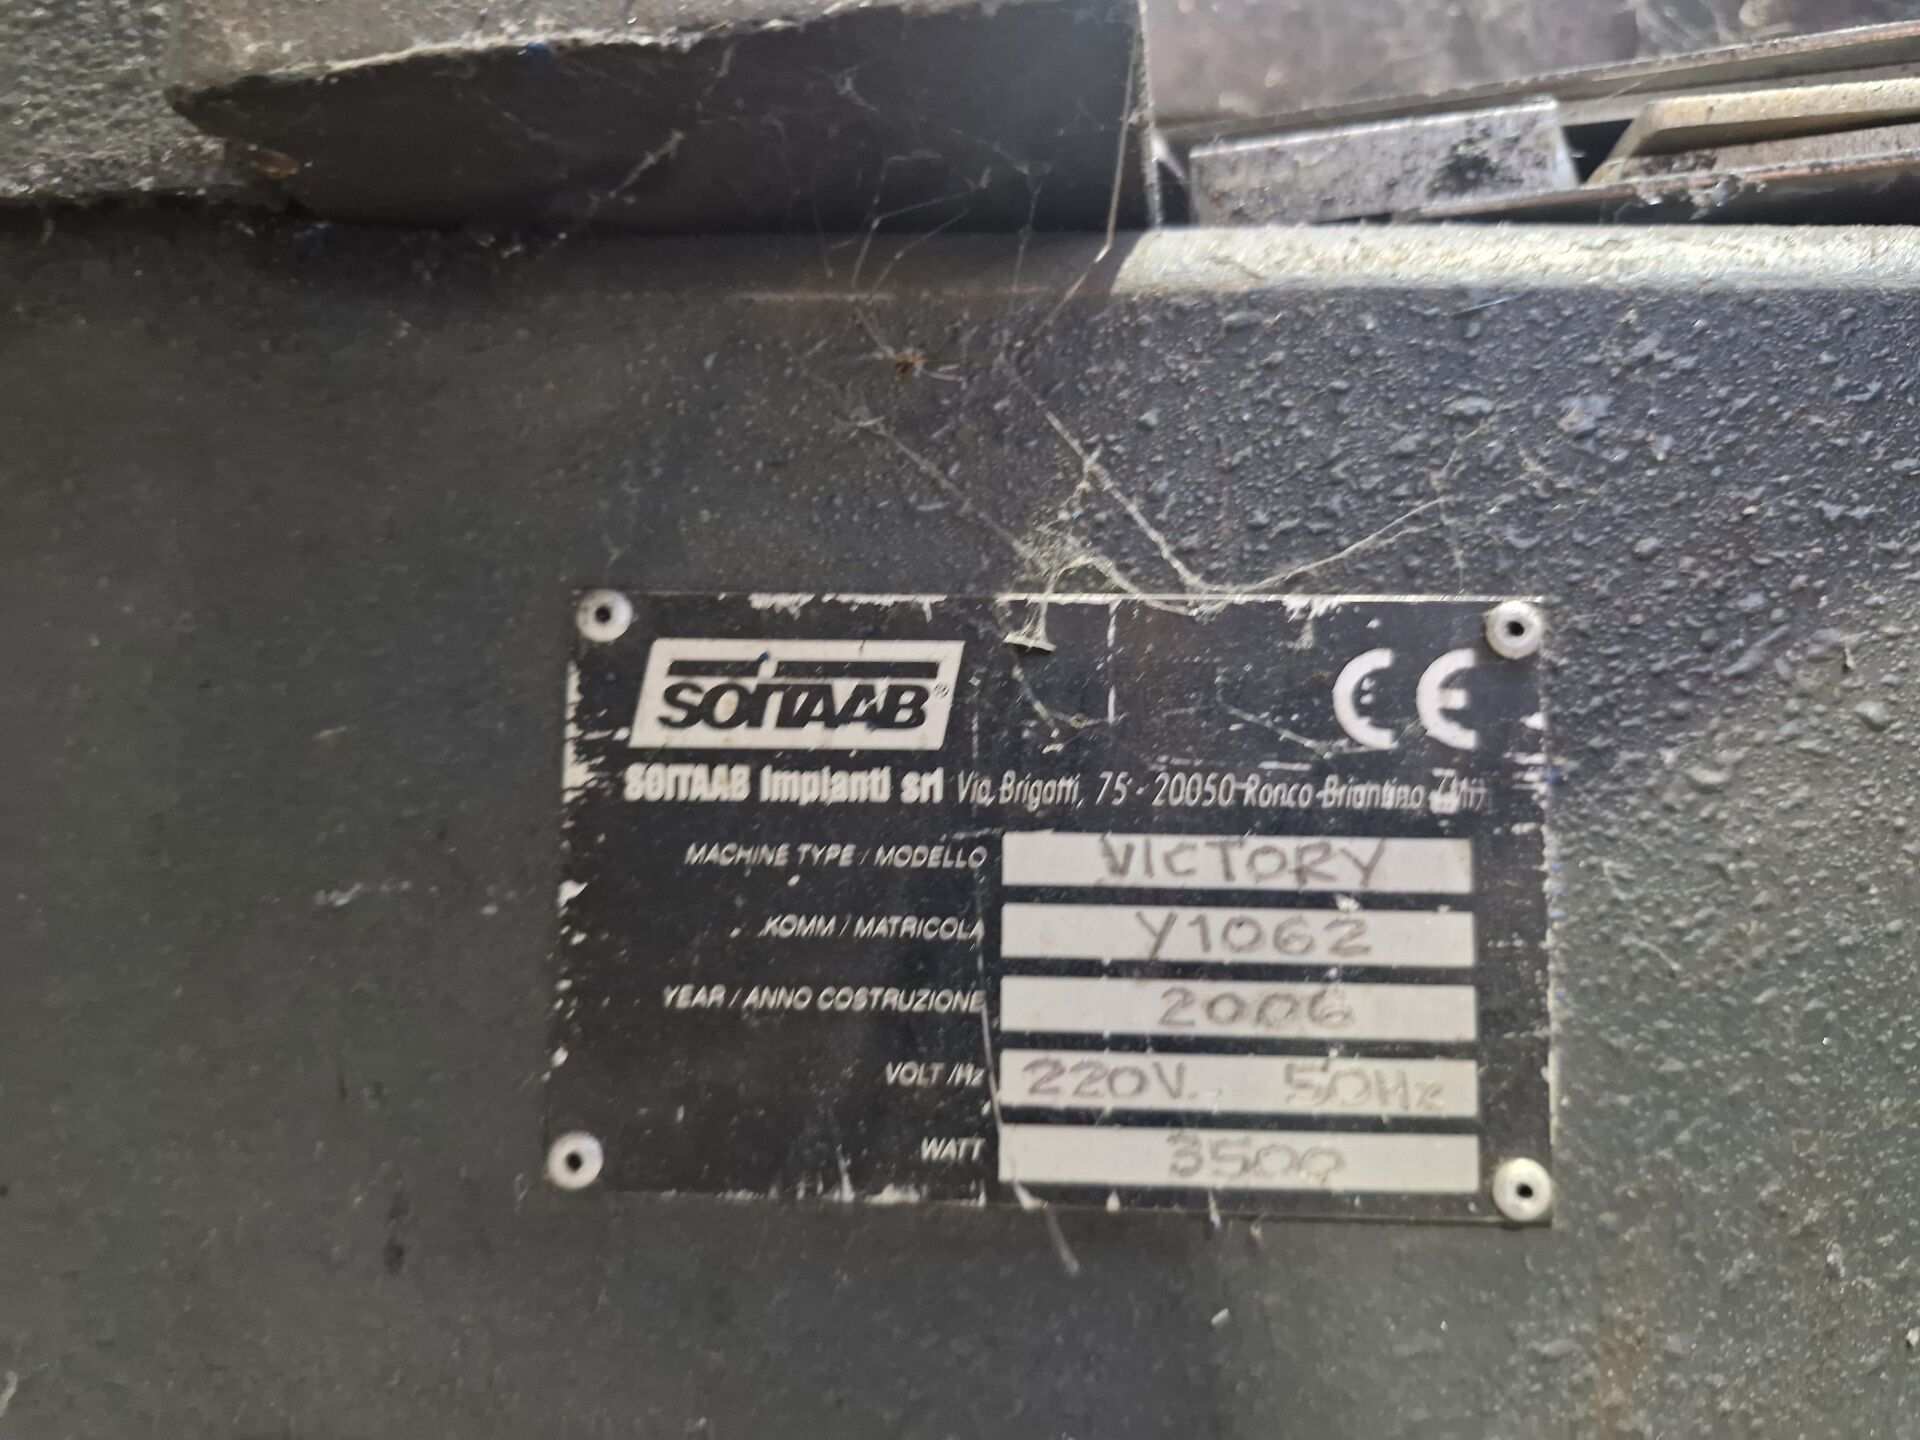 SOITAAB®
CE
SOITAAB Impianti srl Via Brigatti, 75 - 20050 Ronco Briantino (Mi)
MACHINE TYPE / MODELLO VICTORY
KOMM / MATRICOLA Y1062
YEAR / ANNO COSTRUZIONE 2006
VOLT /Hz 220V. 50Hz
WATT 3500